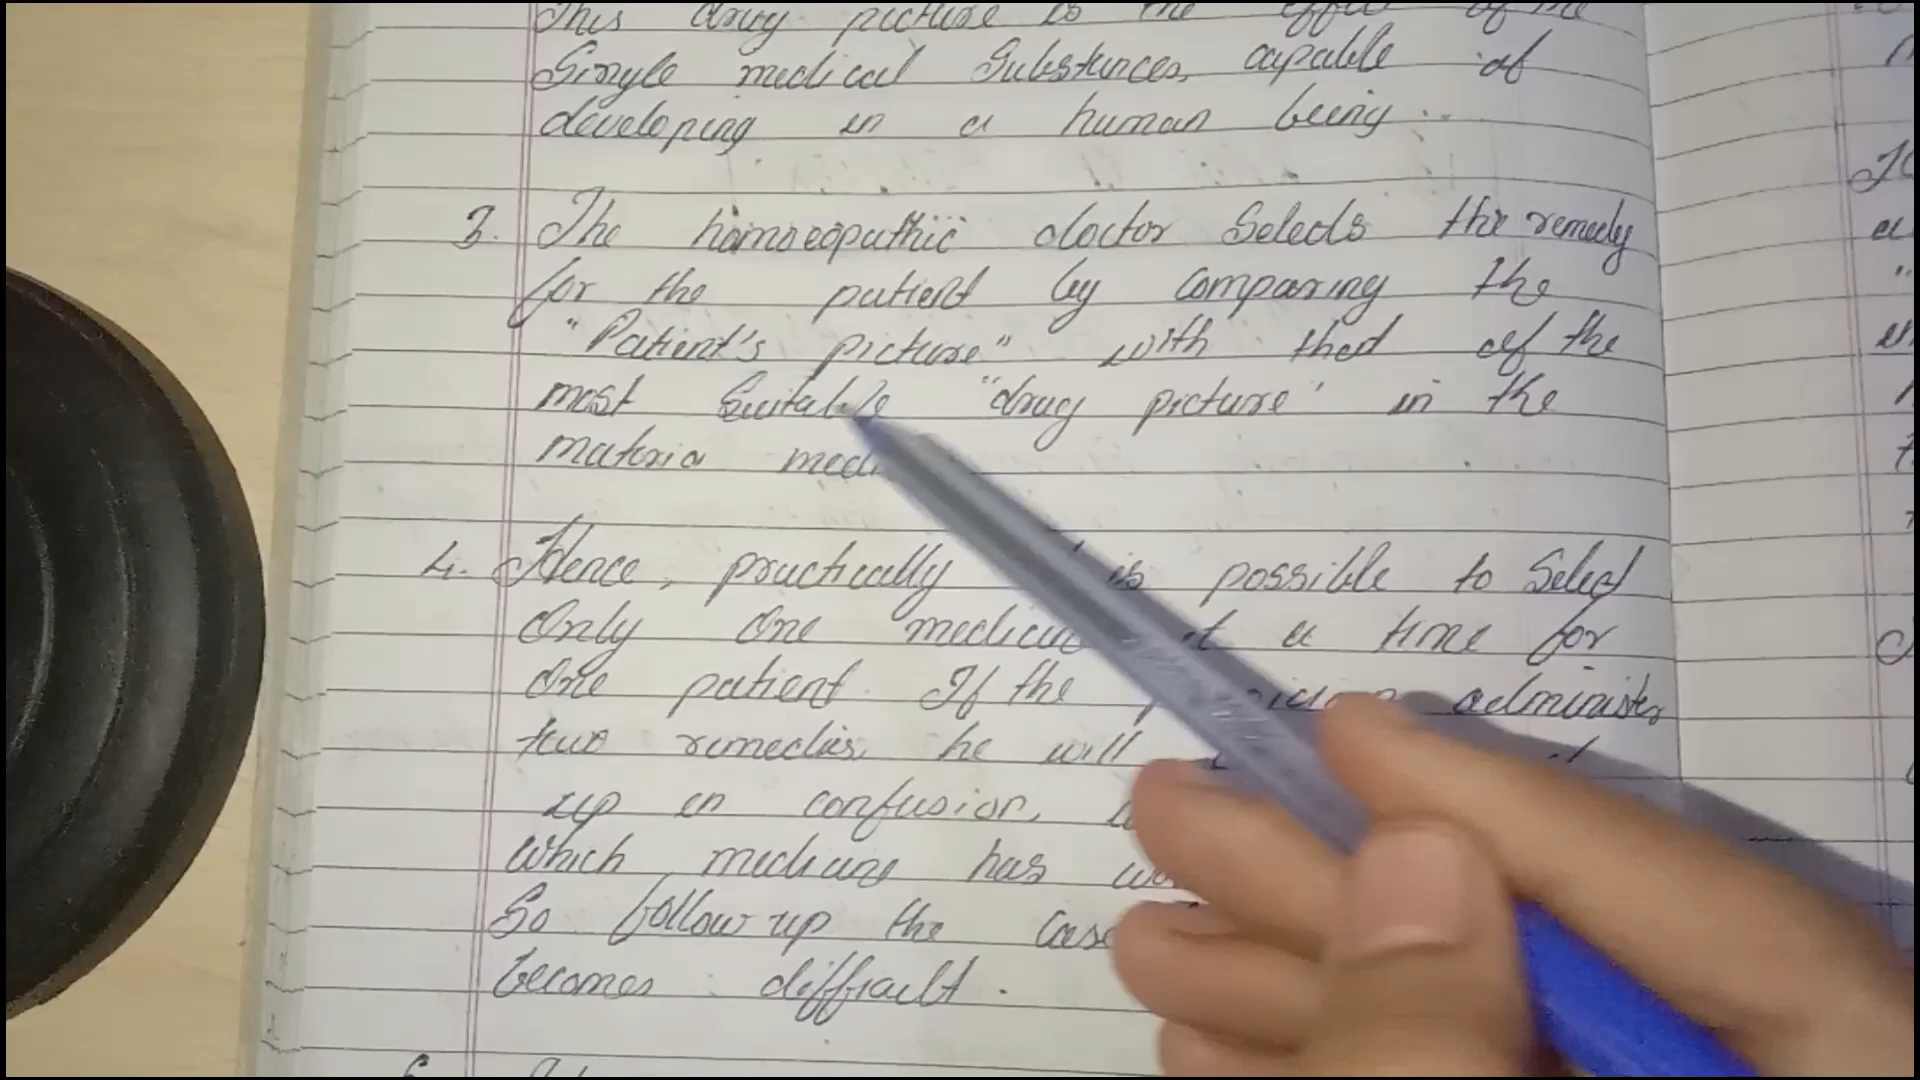 This drug picture is the effect of the
Single medical Substances, capable of
developing in a human being.
3. The homoeopathic doctor Selects the remedy
for the patient by comparing the
"Patient's picture" with that of the
most Suitable "drug picture" in the
materia medi
4. Hence, practically is possible to Select
Only One medicin at a time for
One patient. If the administer
two remedies, he will
up in confusion,
which medicine has
So follow up the case
becomes difficult.